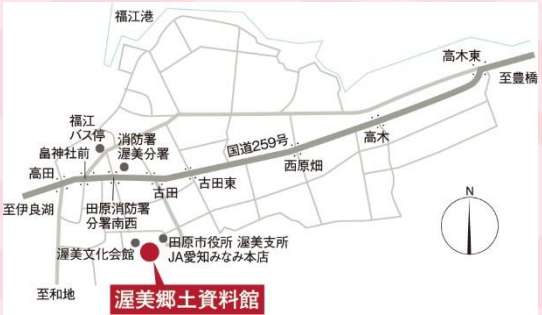 福江港
高木東
至豊橋
福江
バス停
消防署
渥美分署
国道259号
高木
畠神社前
西原畑
高田
古田東
古田
至伊良湖
田原消防署
分署南西
N
田原市役所 渥美支所
JA愛知みなみ本店
渥美文化会館
至和地
渥美郷土資料館